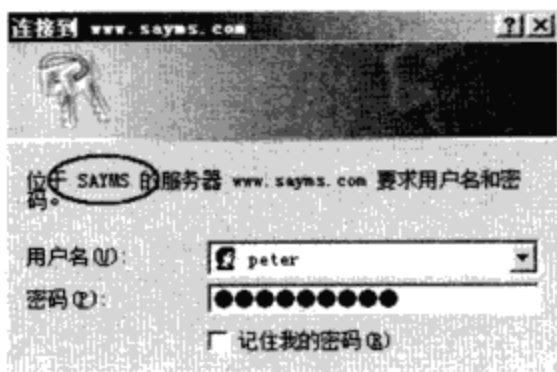 连接到 www.sayms.com
位于 SAYMS 的服务器 www.sayms.com 要求用户名和密
码。
用户名(U):
peter
密码(P):
●●●●●●●●●
记住我的密码(R)